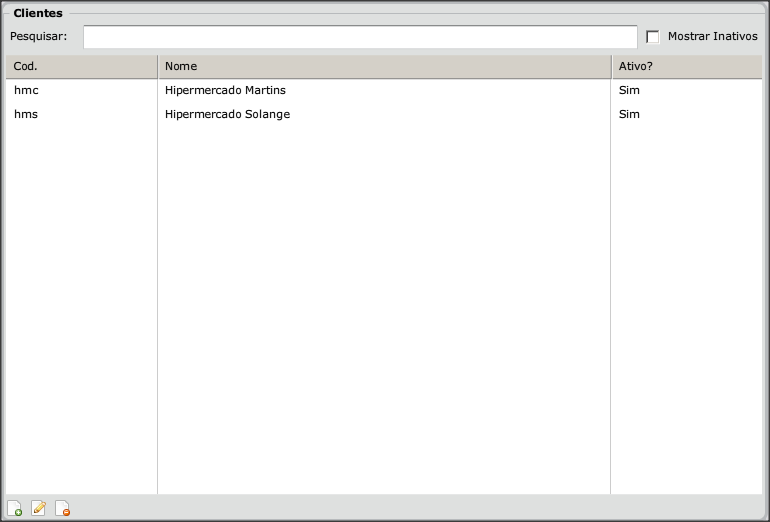 Clientes
Pesquisar: Mostrar Inativos
Cod. Nome Ativo?
hmc Hipermercado Martins Sim
hms Hipermercado Solange Sim